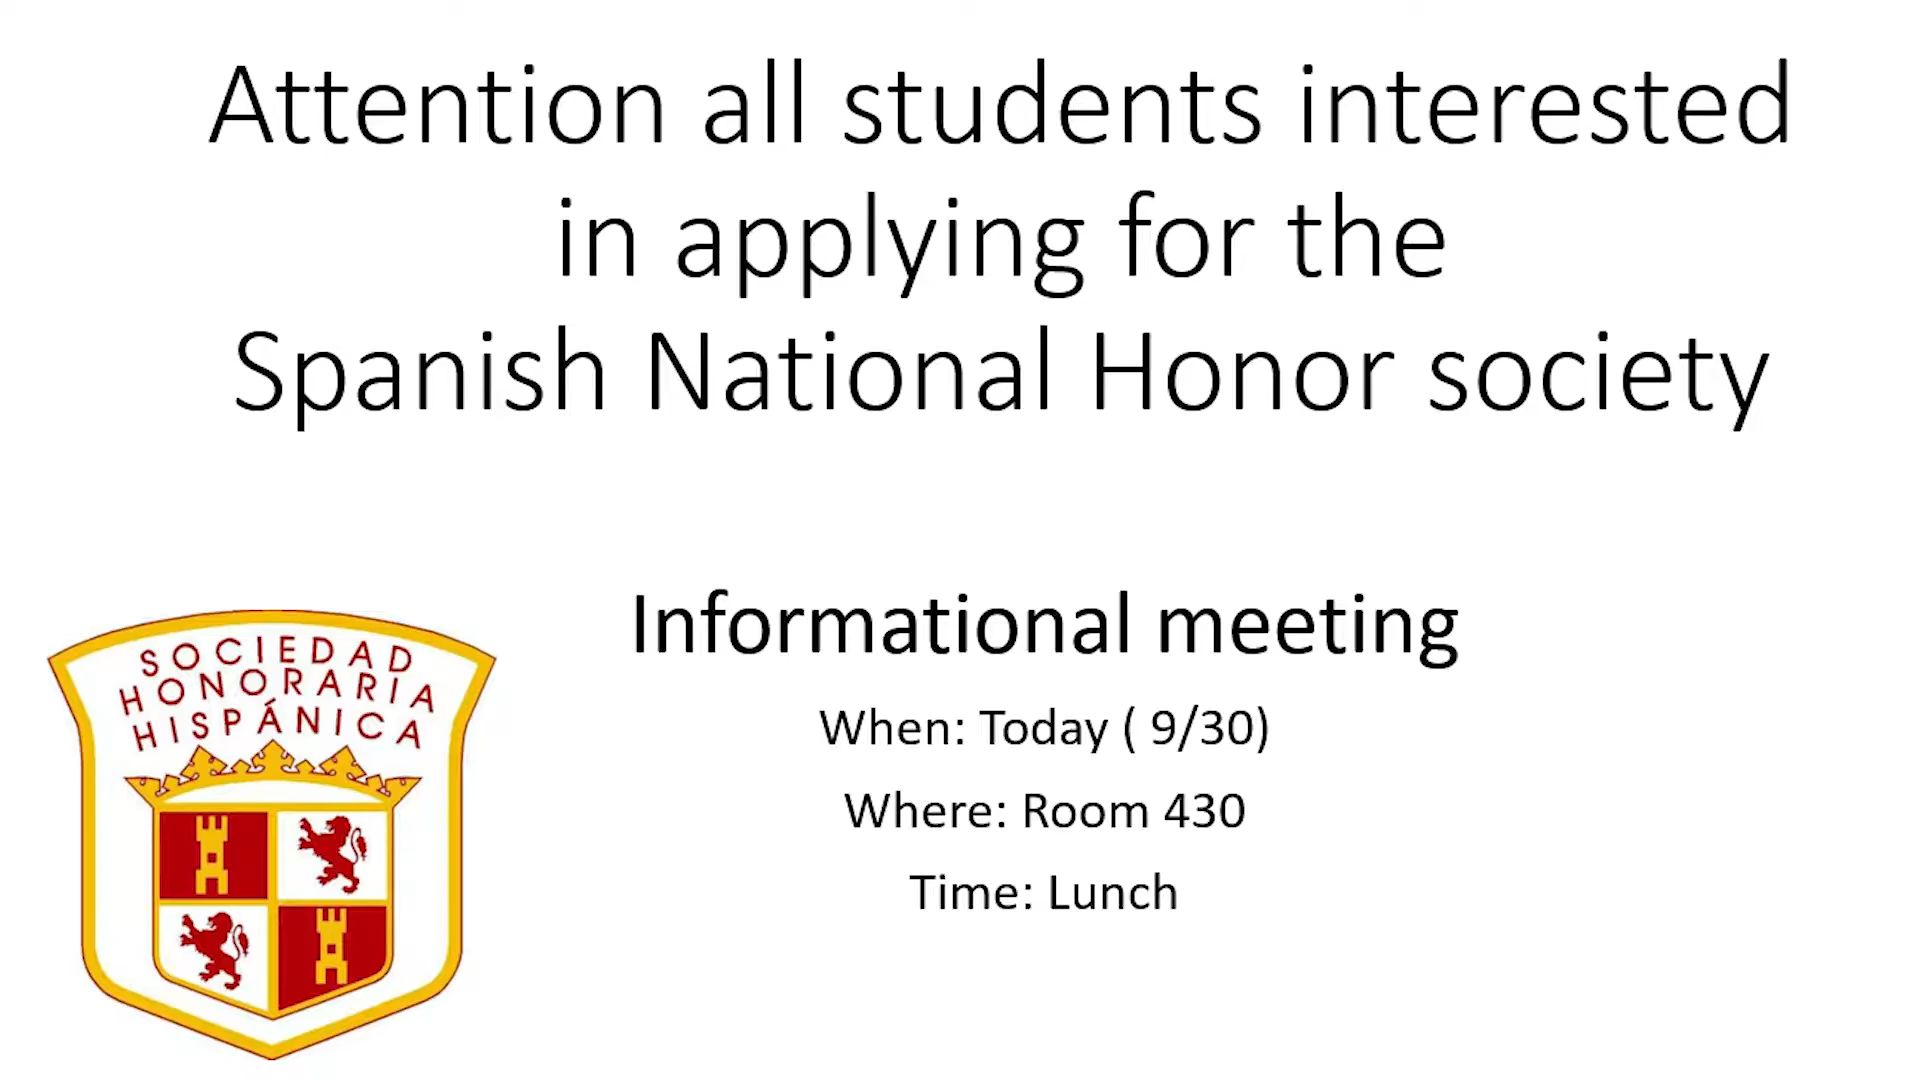 Attention all students interested
in applying for the
Spanish National Honor society
Informational meeting
When: Today ( 9/30)
Where: Room 430
Time: Lunch
SOCIEDAD
HONORARIA
HISPÁNICA